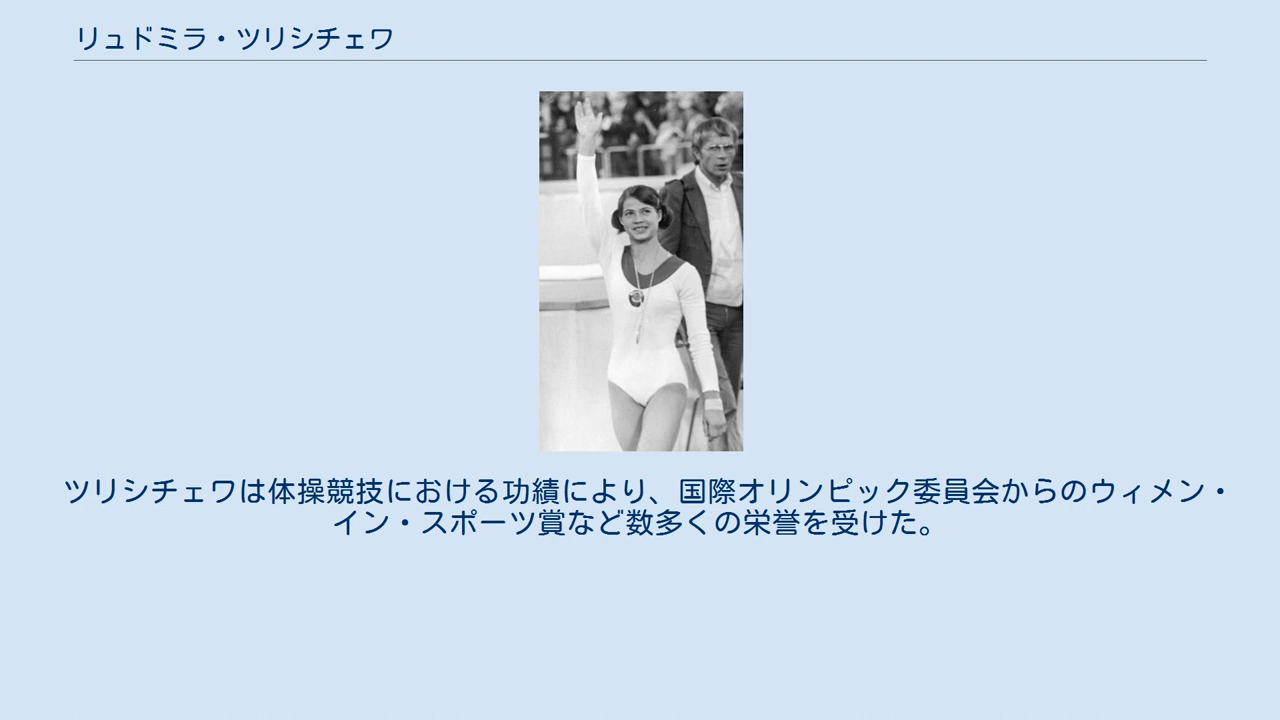 リュドミラ・ツリシチェワ
ツリシチェワは体操競技における功績により、国際オリンピック委員会からのウィメン・
イン・スポーツ賞など数多くの栄誉を受けた。